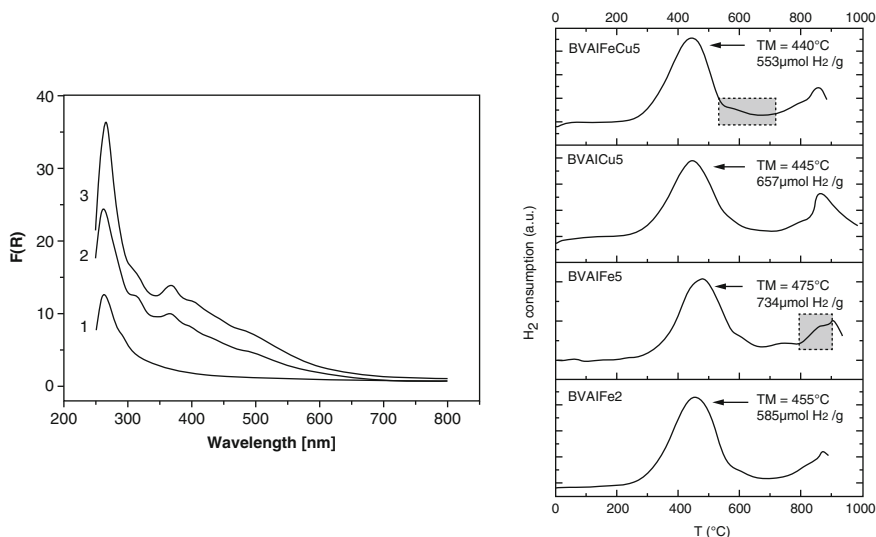 40
30
20
10
0
F(R)
3
2
1
200 300 400 500 600 700 800
Wavelength [nm]
0 200 400 600 800 1000
BVAlFeCu5
TM = 440°C
553µmol H2 /g
BVAlCu5
TM = 445°C
657µmol H2 /g
BVAlFe5
TM = 475°C
734µmol H2 /g
BVAlFe2
TM = 455°C
585µmol H2 /g
H2 consumption (a.u.)
0 200 400 600 800 1000
T (°C)